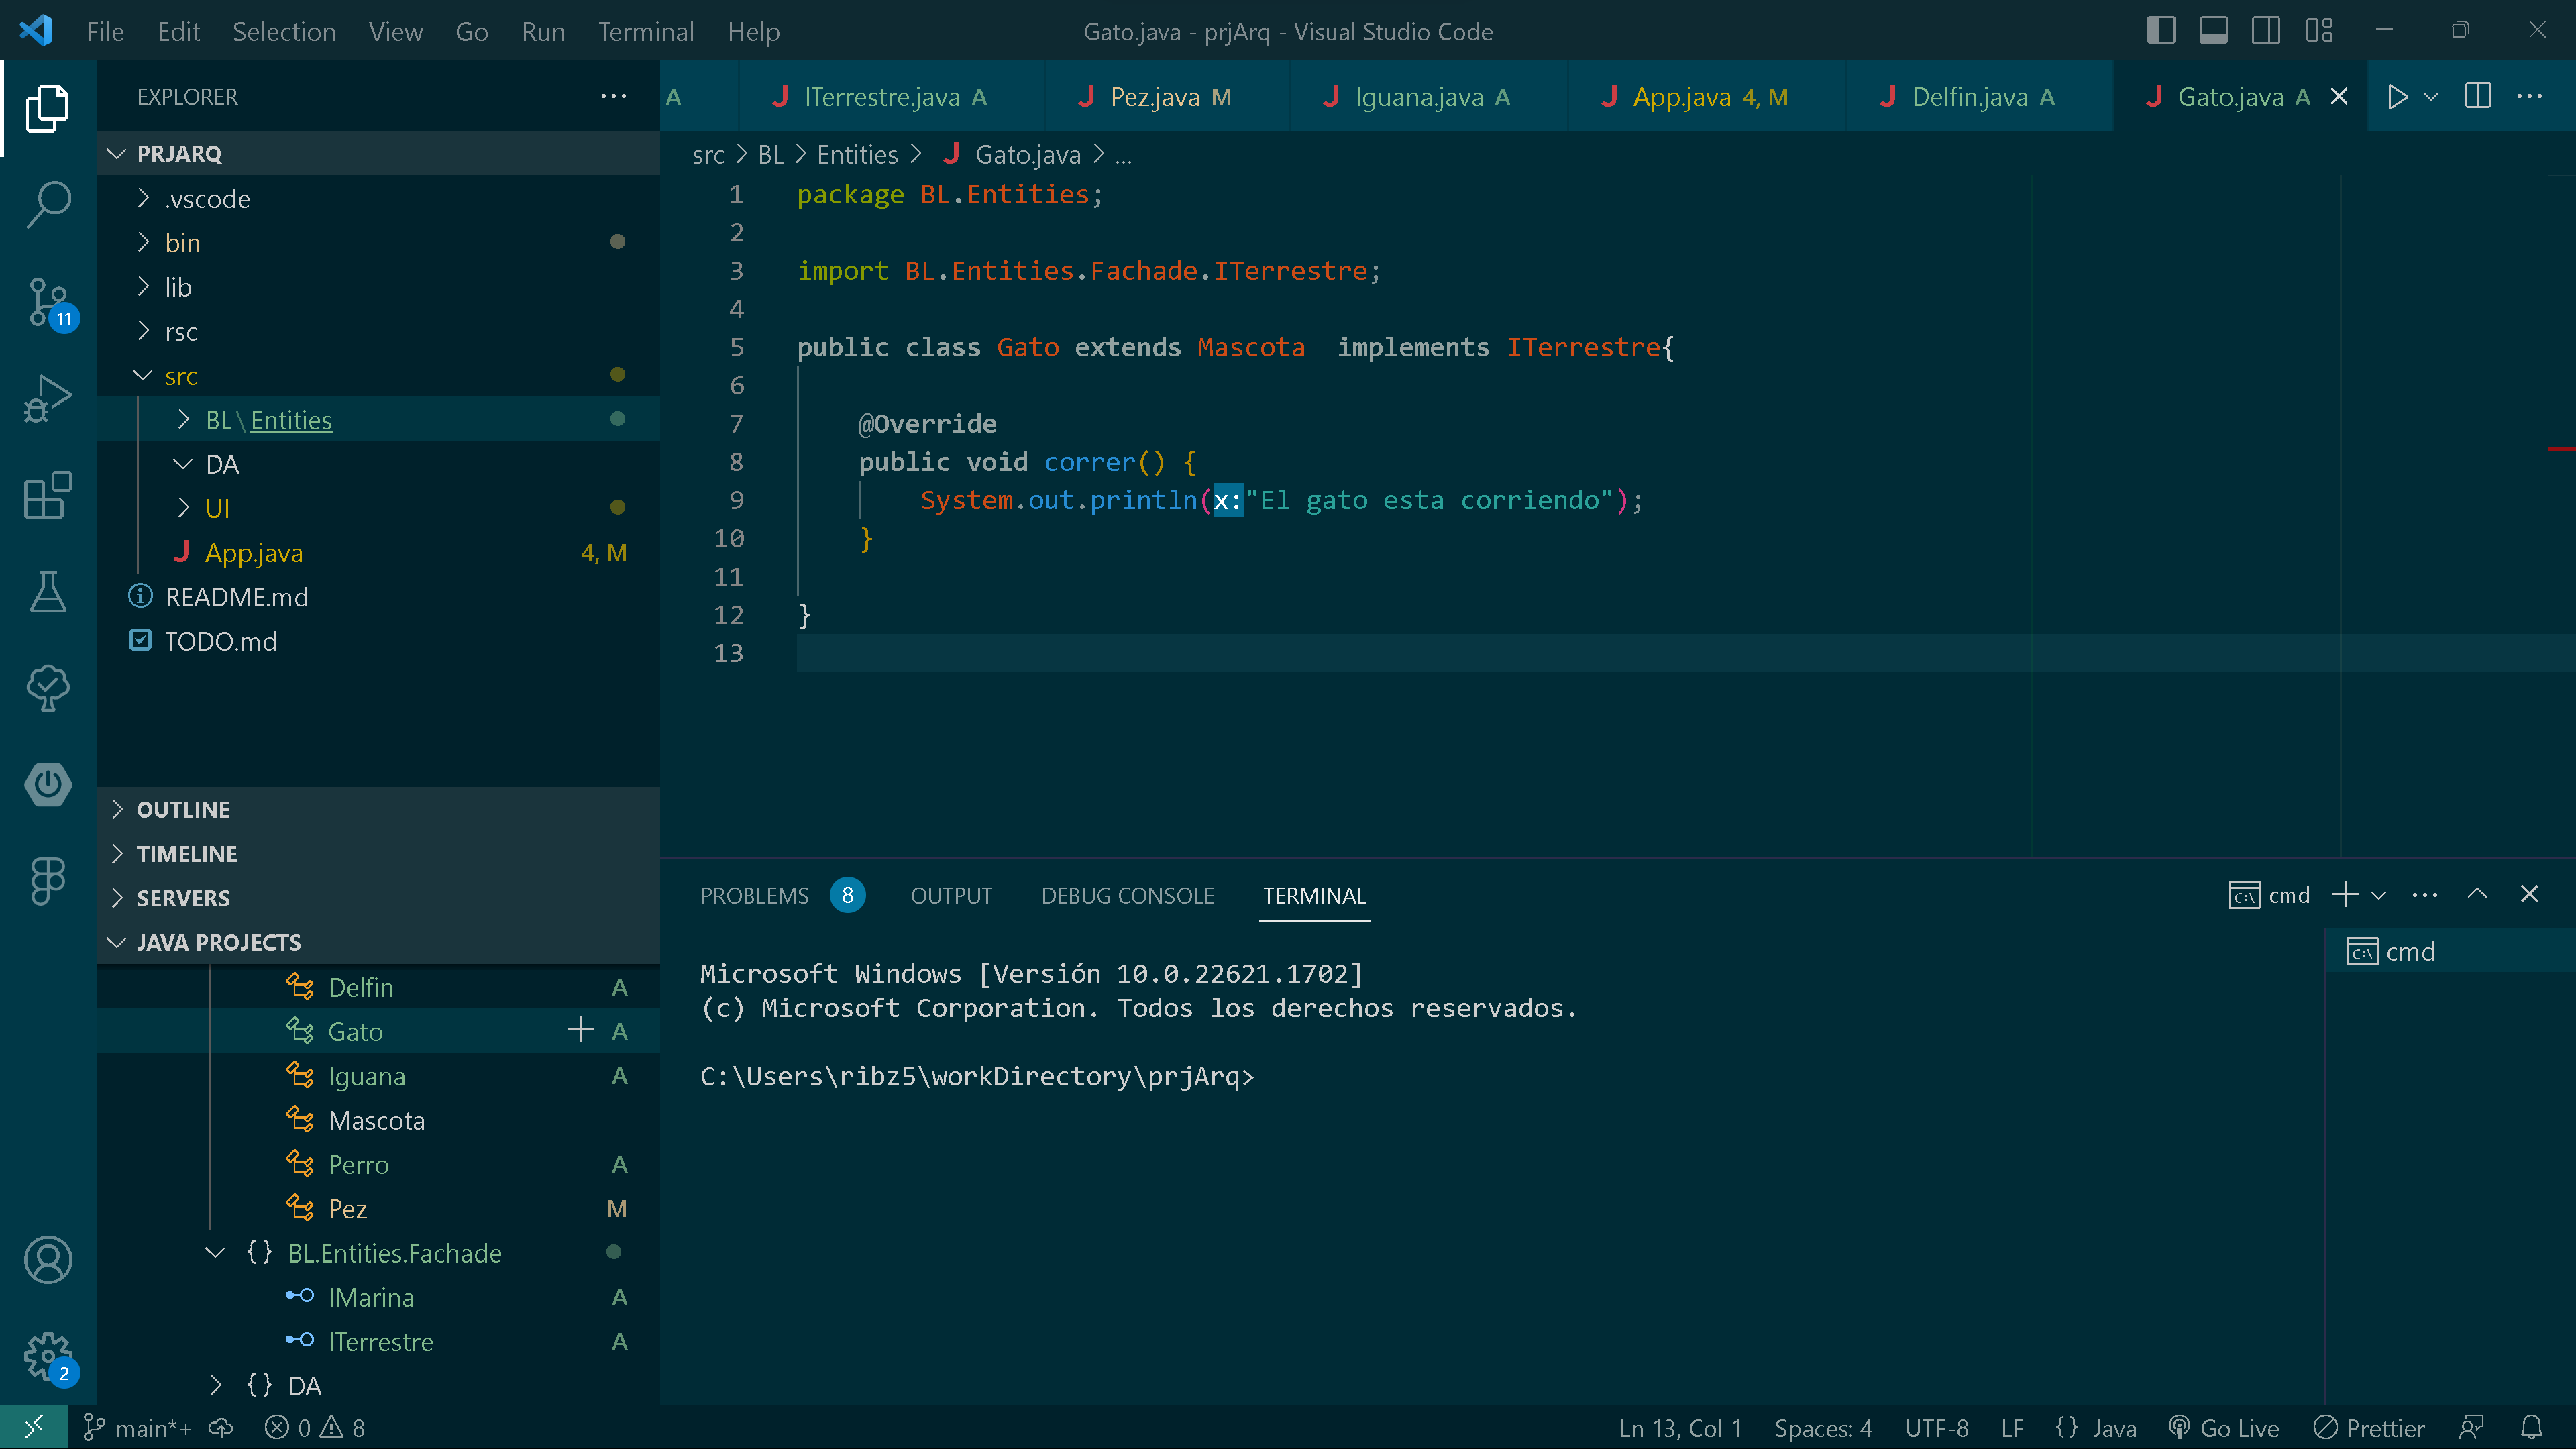 File Edit Selection View Go Run Terminal Help
Gato.java - prjArq - Visual Studio Code
EXPLORER
PRJARQ
.vscode
bin
lib
rsc
src
BL\Entities
DA
UI
App.java 4, M
README.md
TODO.md
OUTLINE
TIMELINE
SERVERS
JAVA PROJECTS
Delfin A
Gato A
Iguana A
Mascota
Perro A
Pez M
{} BL.Entities.Fachade
IMarina A
ITerrestre A
{} DA
11
2
A J ITerrestre.java A J Pez.java M J Iguana.java A J App.java 4, M J Delfin.java A J Gato.java A
src > BL > Entities > J Gato.java > ...
1 package BL.Entities;
2
3 import BL.Entities.Fachade.ITerrestre;
4
5 public class Gato extends Mascota  implements ITerrestre{
6
7 @Override
8 public void correr() {
9 System.out.println(x:"El gato esta corriendo");
10 }
11
12 }
13
PROBLEMS 8 OUTPUT DEBUG CONSOLE TERMINAL
cmd
cmd
Microsoft Windows [Versión 10.0.22621.1702]
(c) Microsoft Corporation. Todos los derechos reservados.
C:\Users\ribz5\workDirectory\prjArq>
main*+ 0 8
Ln 13, Col 1 Spaces: 4 UTF-8 LF {} Java Go Live Prettier